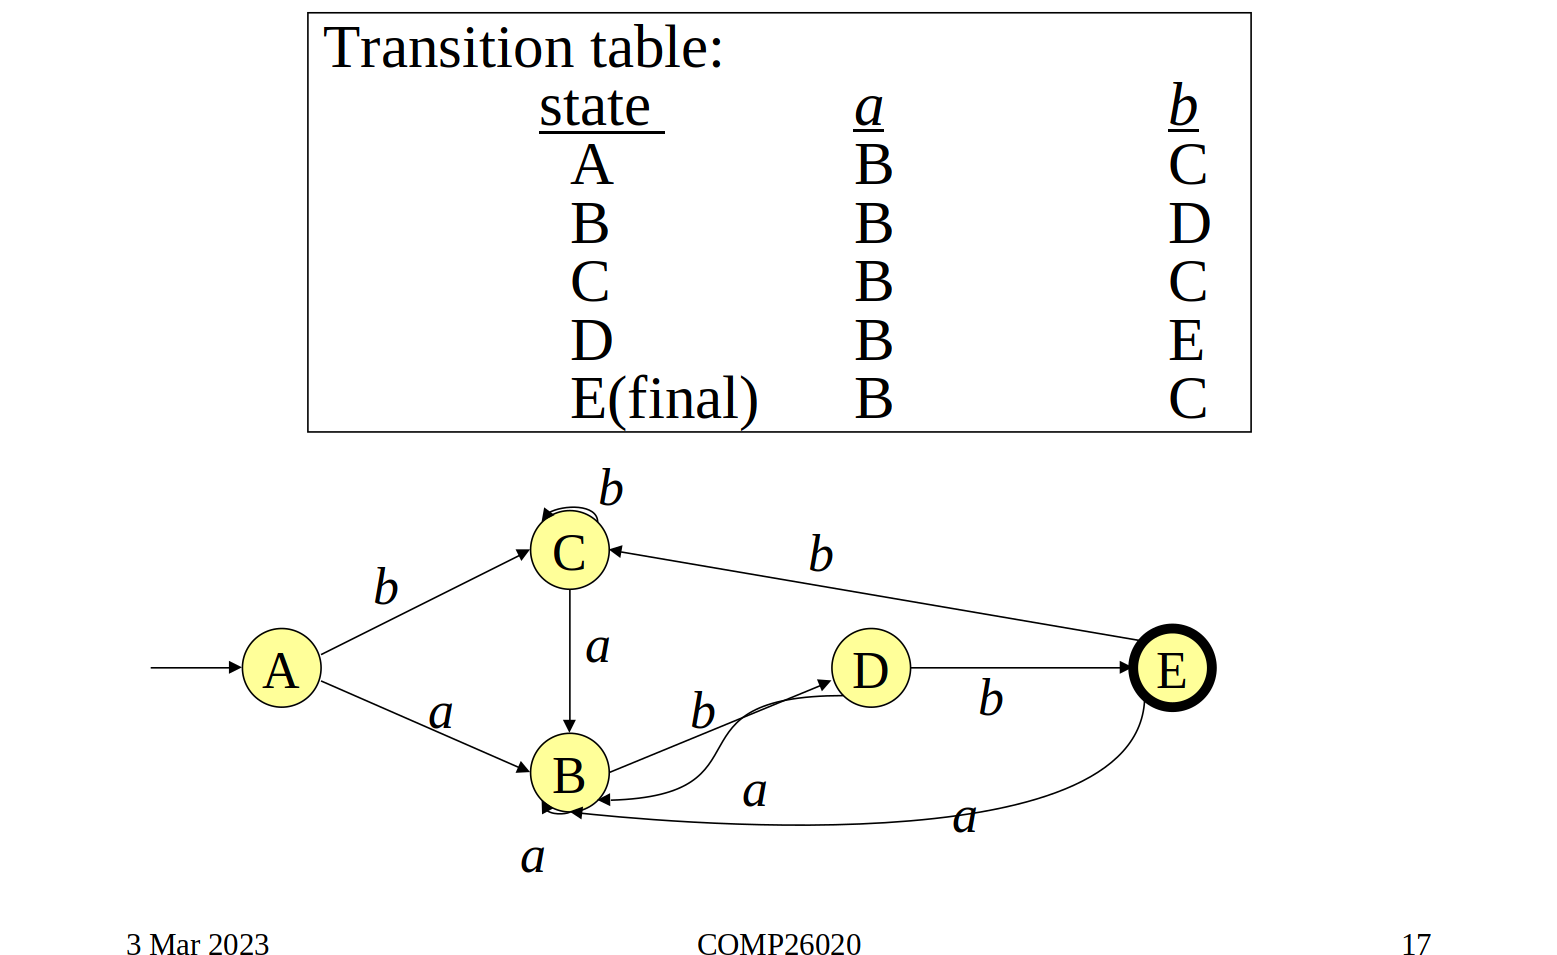 Transition table:
state a b
A B C
B B D
C B C
D B E
E(final) B C
b
C
b
b
a
A
D
E
a
b
b
B
a
a
a
3 Mar 2023 COMP26020 17